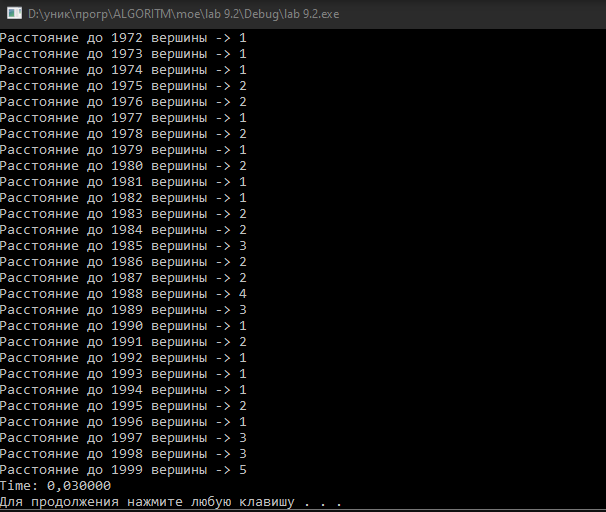 D:\уник\прогр\ALGORITM\moe\lab 9.2\Debug\lab 9.2.exe
Расстояние до 1972 вершины -> 1
Расстояние до 1973 вершины -> 1
Расстояние до 1974 вершины -> 1
Расстояние до 1975 вершины -> 2
Расстояние до 1976 вершины -> 2
Расстояние до 1977 вершины -> 1
Расстояние до 1978 вершины -> 2
Расстояние до 1979 вершины -> 1
Расстояние до 1980 вершины -> 2
Расстояние до 1981 вершины -> 1
Расстояние до 1982 вершины -> 1
Расстояние до 1983 вершины -> 2
Расстояние до 1984 вершины -> 2
Расстояние до 1985 вершины -> 3
Расстояние до 1986 вершины -> 2
Расстояние до 1987 вершины -> 2
Расстояние до 1988 вершины -> 4
Расстояние до 1989 вершины -> 3
Расстояние до 1990 вершины -> 1
Расстояние до 1991 вершины -> 2
Расстояние до 1992 вершины -> 1
Расстояние до 1993 вершины -> 1
Расстояние до 1994 вершины -> 1
Расстояние до 1995 вершины -> 2
Расстояние до 1996 вершины -> 1
Расстояние до 1997 вершины -> 3
Расстояние до 1998 вершины -> 3
Расстояние до 1999 вершины -> 5
Time: 0,030000
Для продолжения нажмите любую клавишу . . .